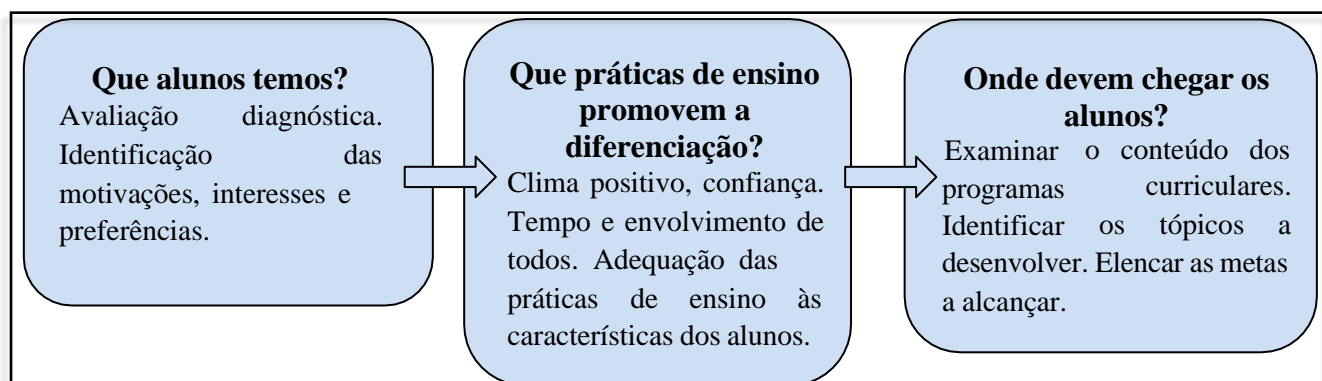 Que alunos temos?
Avaliação diagnóstica.
Identificação das
motivações, interesses e
preferências.
Que práticas de ensino
promovem a
diferenciação?
Clima positivo, confiança.
Tempo e envolvimento de
todos. Adequação das
práticas de ensino às
características dos alunos.
Onde devem chegar os
alunos?
Examinar o conteúdo dos
programas curriculares.
Identificar os tópicos a
desenvolver. Elencar as metas
a alcançar.